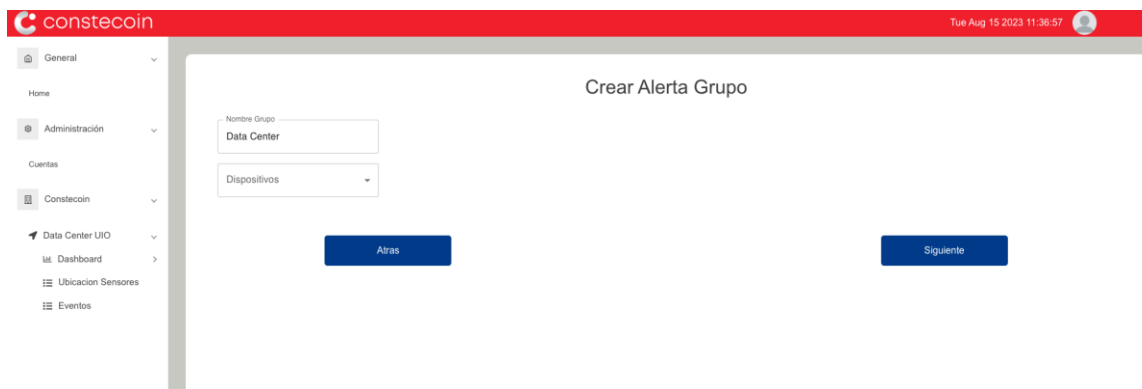 constecoin
Tue Aug 15 2023 11:36:57
General
Home
Administración
Cuentas
Constecoin
Data Center UIO
Dashboard
Ubicacion Sensores
Eventos
Crear Alerta Grupo
Nombre Grupo
Data Center
Dispositivos
Atras
Siguiente